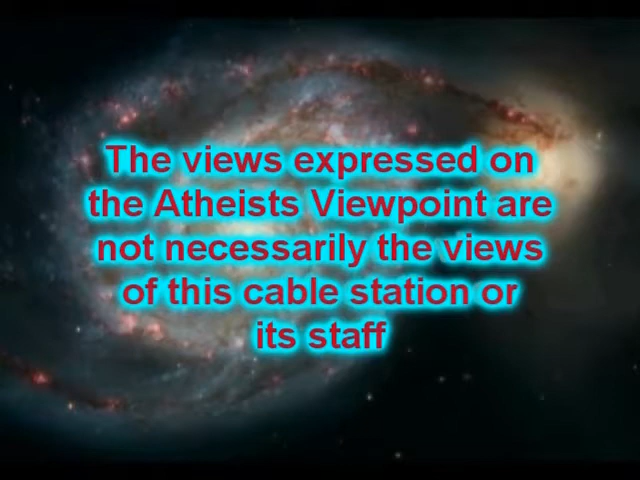 The views expressed on
the Atheists Viewpoint are
not necessarily the views
of this cable station or
its staff